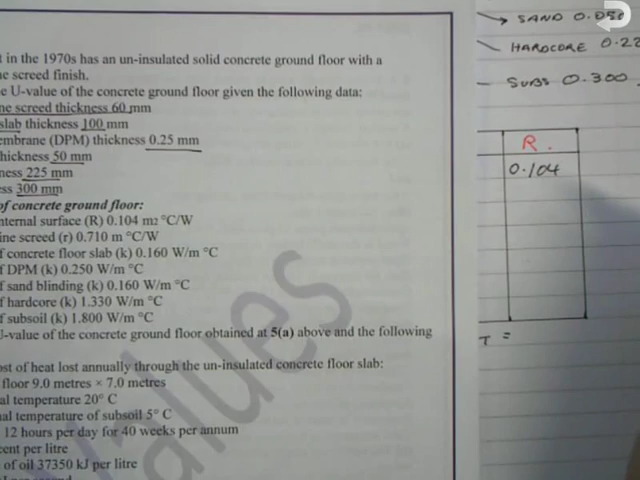 t in the 1970s has an un-insulated solid concrete ground floor with a
ne screed finish.
e U-value of the concrete ground floor given the following data:
ne screed thickness 60 mm
slab thickness 100 mm
embrane (DPM) thickness 0.25 mm
hickness 50 mm
ness 225 mm
ess 300 mm
of concrete ground floor:
nternal surface (R) 0.104 m2 °C/W
ine screed (r) 0.710 m °C/W
f concrete floor slab (k) 0.160 W/m °C
f DPM (k) 0.250 W/m °C
f sand blinding (k) 0.160 W/m °C
f hardcore (k) 1.330 W/m °C
f subsoil (k) 1.800 W/m °C
U-value of the concrete ground floor obtained at 5(a) above and the following
ost of heat lost annually through the un-insulated concrete floor slab:
floor 9.0 metres × 7.0 metres
al temperature 20° C
nal temperature of subsoil 5° C
12 hours per day for 40 weeks per annum
cent per litre
of oil 37350 kJ per litre
Values
SAND 0.050
HARDCORE 0.22
SUBS 0.300
R.
0.104
T =